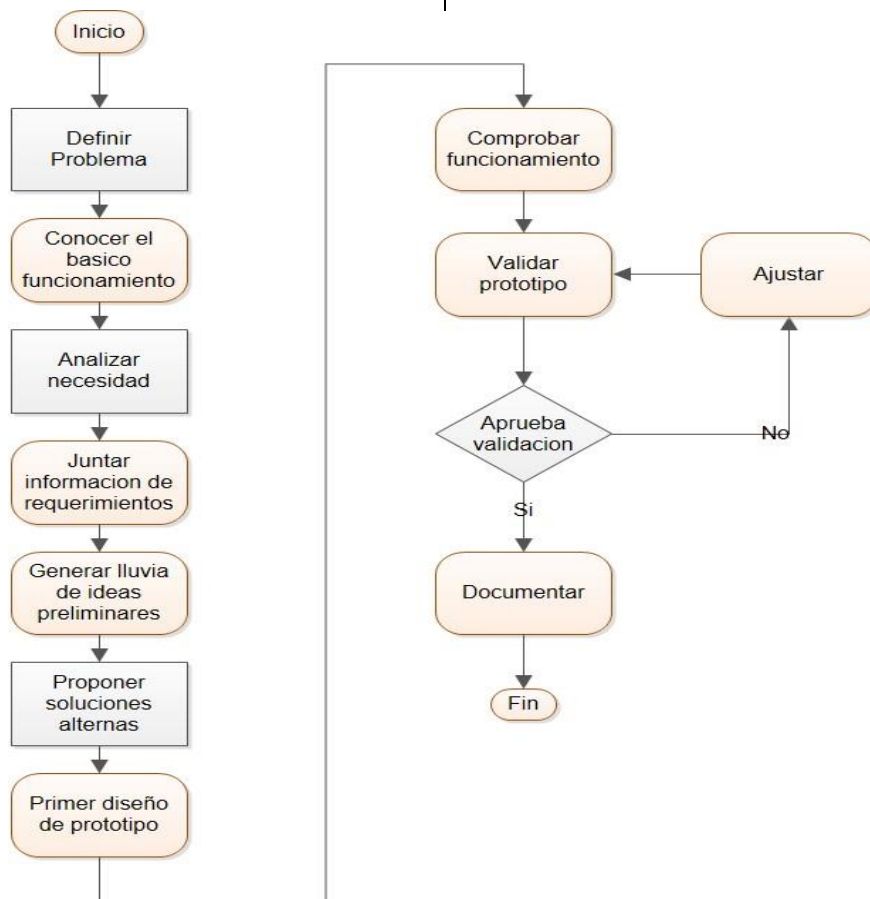 Inicio
Definir
Problema
Conocer el
basico
funcionamiento
Analizar
necesidad
Juntar
informacion de
requerimientos
Generar lluvia
de ideas
preliminares
Proponer
soluciones
alternas
Primer diseño
de prototipo
Comprobar
funcionamiento
Validar
prototipo
Ajustar
Aprueba
validacion
No
Si
Documentar
Fin